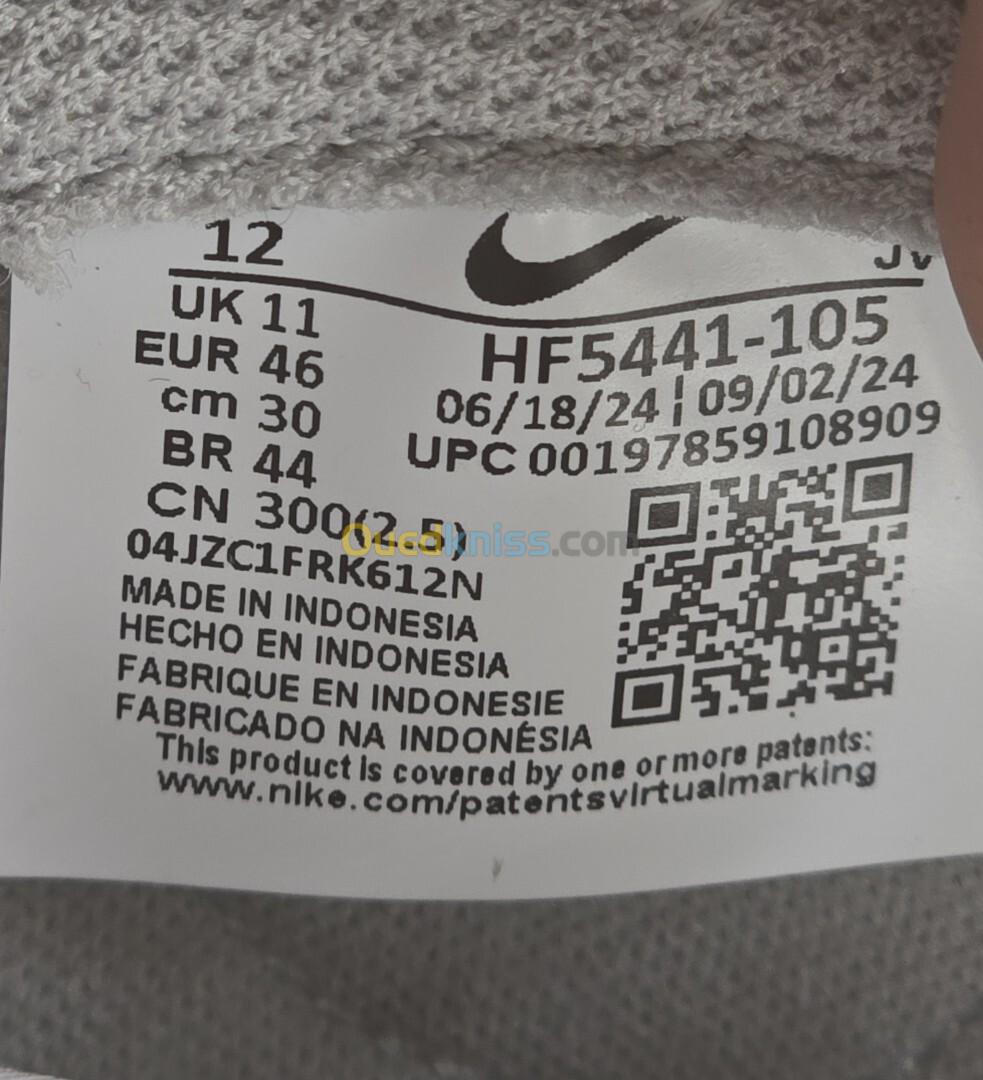 12
Jv
UK 11
EUR 46
cm 30
BR 44
CN 300(2.5)
HF5441-105
06/18/24 ¦ 09/02/24
UPC 00197859108909
04JZC1FRK612N
MADE IN INDONESIA
HECHO EN INDONESIA
FABRIQUE EN INDONESIE
FABRICADO NA INDONÉSIA
This product is covered by one or more patents:
www.nike.com/patentsvirtualmarking
Ouedkniss.com